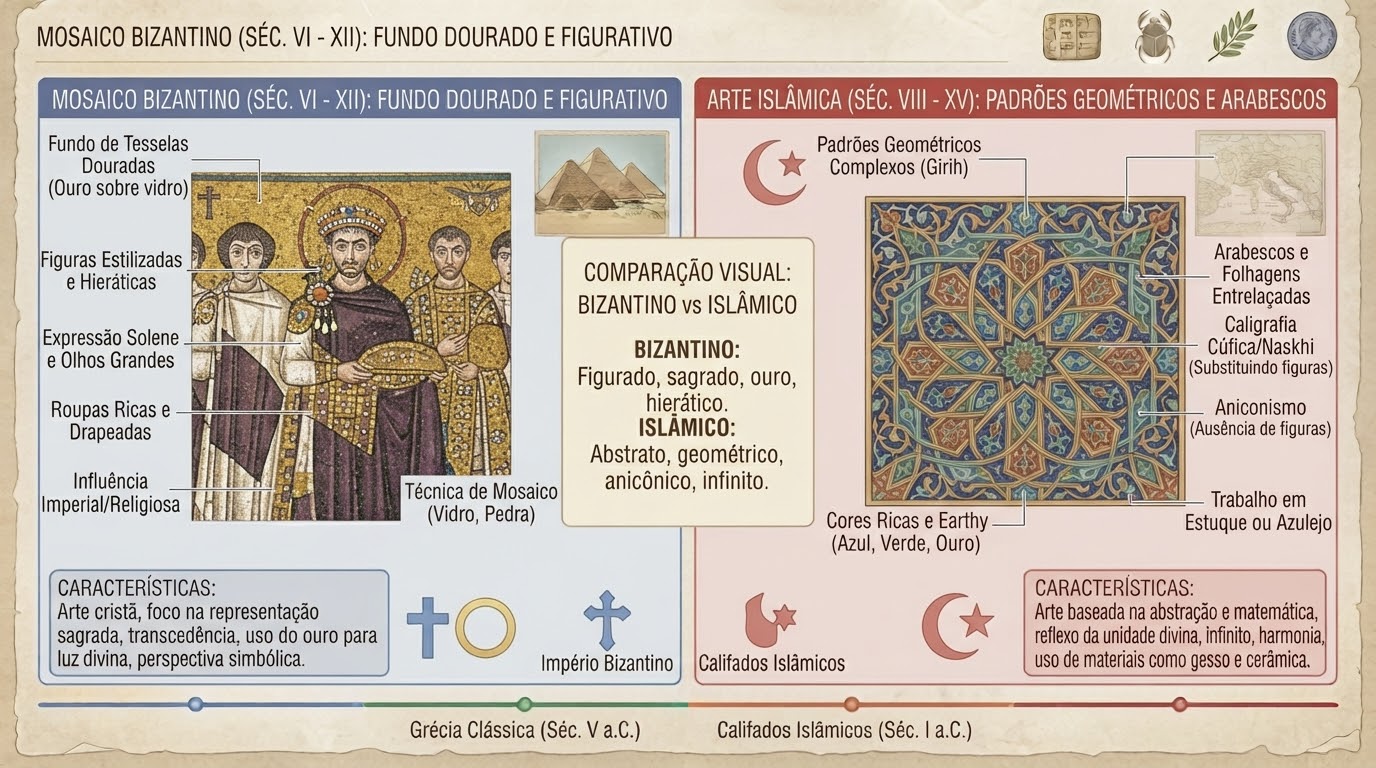 MOSAICO BIZANTINO (SÉC. VI - XII): FUNDO DOURADO E FIGURATIVO
MOSAICO BIZANTINO (SÉC. VI - XII): FUNDO DOURADO E FIGURATIVO
Fundo de Tesselas
Douradas
(Ouro sobre vidro)
Figuras Estilizadas
e Hieráticas
Expressão Solene
e Olhos Grandes
Roupas Ricas e
Drapeadas
Influência
Imperial/Religiosa
Técnica de Mosaico
(Vidro, Pedra)
CARACTERÍSTICAS:
Arte cristã, foco na representação
sagrada, transcedência, uso do ouro para
luz divina, perspectiva simbólica.
Império Bizantino
COMPARAÇÃO VISUAL:
BIZANTINO vs ISLÂMICO
BIZANTINO:
Figurado, sagrado, ouro,
hierático.
ISLÂMICO:
Abstrato, geométrico,
anicônico, infinito.
ARTE ISLÂMICA (SÉC. VIII - XV): PADRÕES GEOMÉTRICOS E ARABESCOS
Padrões Geométricos
Complexos (Girih)
Arabescos e
Folhagens
Entrelaçadas
Caligrafia
Cúfica/Naskhi
(Substituindo figuras)
Aniconismo
(Ausência de figuras)
Trabalho em
Estuque ou Azulejo
Cores Ricas e Earthy
(Azul, Verde, Ouro)
Califados Islâmicos
CARACTERÍSTICAS:
Arte baseada na abstração e matemática,
reflexo da unidade divina, infinito, harmonia,
uso de materiais como gesso e cerâmica.
Grécia Clássica (Séc. V a.C.)
Califados Islâmicos (Séc. I a.C.)